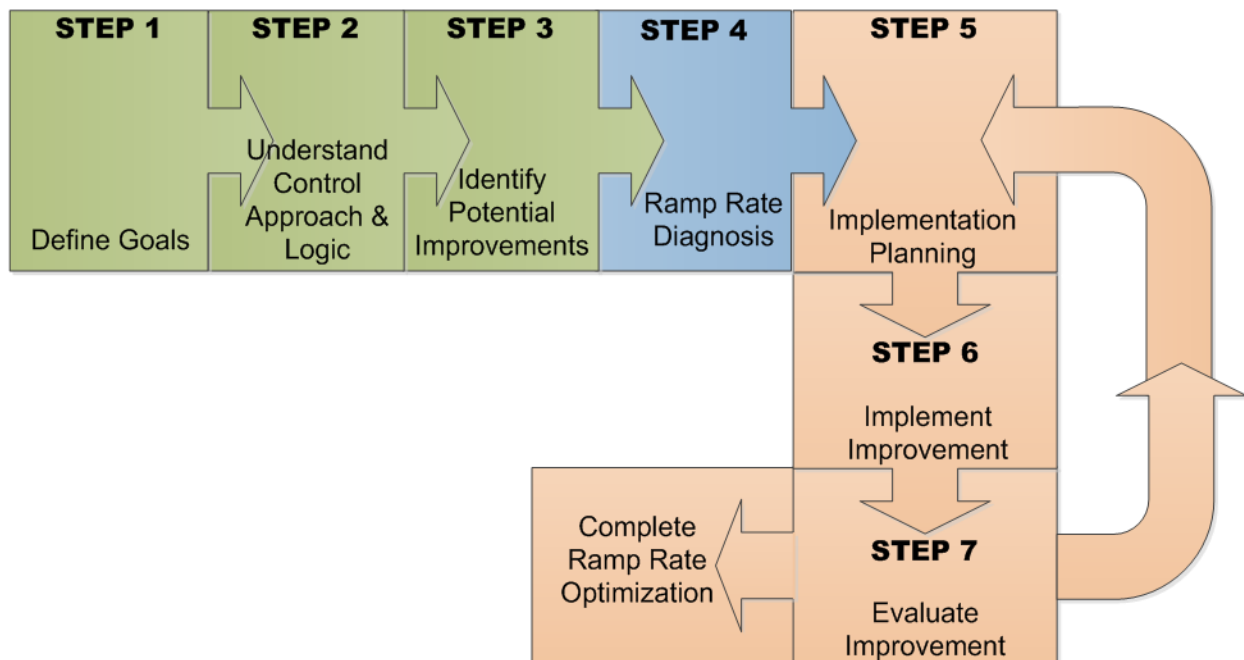 STEP 1
Define Goals
STEP 2
Understand
Control
Approach &
Logic
STEP 3
Identify
Potential
Improvements
STEP 4
Ramp Rate
Diagnosis
STEP 5
Implementation
Planning
STEP 6
Implement
Improvement
STEP 7
Evaluate
Improvement
Complete
Ramp Rate
Optimization